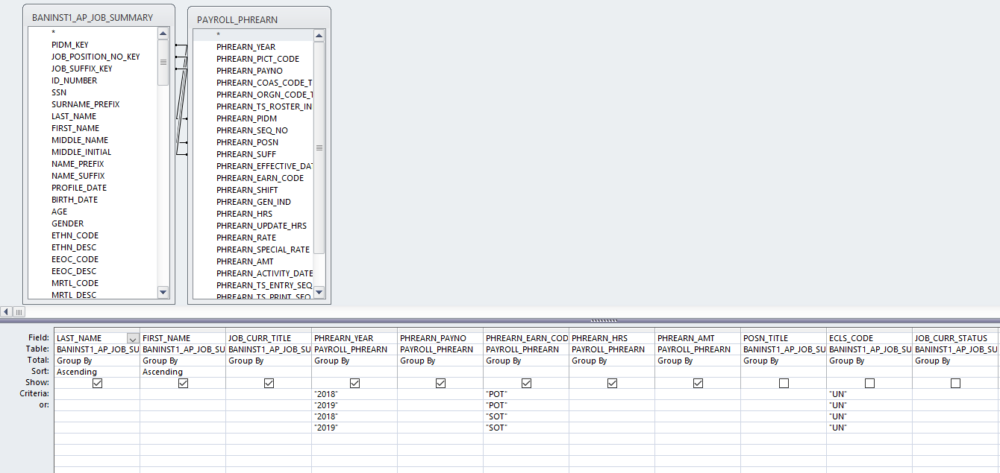 BANINST1_AP_JOB_SUMMARY
*
PIDM_KEY
JOB_POSITION_NO_KEY
JOB_SUFFIX_KEY
ID_NUMBER
SSN
SURNAME_PREFIX
LAST_NAME
FIRST_NAME
MIDDLE_NAME
MIDDLE_INITIAL
NAME_PREFIX
NAME_SUFFIX
PROFILE_DATE
BIRTH_DATE
AGE
GENDER
ETHN_CODE
ETHN_DESC
EEOC_CODE
EEOC_DESC
MRTL_CODE
MRTL_DESC
PAYROLL_PHREARN
*
PHREARN_YEAR
PHREARN_PICT_CODE
PHREARN_PAYNO
PHREARN_COAS_CODE_T
PHREARN_ORGN_CODE_T
PHREARN_TS_ROSTER_IN
PHREARN_PIDM
PHREARN_SEQ_NO
PHREARN_POSN
PHREARN_SUFF
PHREARN_EFFECTIVE_DAT
PHREARN_EARN_CODE
PHREARN_SHIFT
PHREARN_GEN_IND
PHREARN_HRS
PHREARN_UPDATE_HRS
PHREARN_RATE
PHREARN_SPECIAL_RATE
PHREARN_AMT
PHREARN_ACTIVITY_DATE
PHREARN_TS_ENTRY_SEQ
PHREARN_TS_PRINT_SEQ
Field: LAST_NAME FIRST_NAME JOB_CURR_TITLE PHREARN_YEAR PHREARN_PAYNO PHREARN_EARN_COD PHREARN_HRS PHREARN_AMT POSN_TITLE ECLS_CODE JOB_CURR_STATUS
Table: BANINST1_AP_JOB_SU BANINST1_AP_JOB_SU BANINST1_AP_JOB_SU PAYROLL_PHREARN PAYROLL_PHREARN PAYROLL_PHREARN PAYROLL_PHREARN PAYROLL_PHREARN BANINST1_AP_JOB_SU BANINST1_AP_JOB_SU BANINST1_AP_JOB_SU
Total: Group By Group By Group By Group By Group By Group By Group By Group By Group By Group By Group By
Sort: Ascending Ascending
Show:
Criteria: "2018" "POT" "UN"
or: "2019" "POT" "UN"
"2018" "SOT" "UN"
"2019" "SOT" "UN"